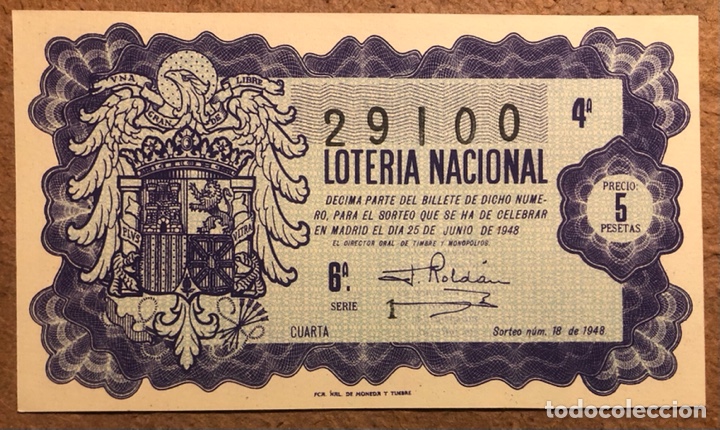 UNA
GRANDE
LIBRE
29100
4ª
LOTERIA NACIONAL
DECIMA PARTE DEL BILLETE DE DICHO NUME-
RO, PARA EL SORTEO QUE SE HA DE CELEBRAR
EN MADRID EL DIA 25 DE JUNIO DE 1948
EL DIRECTOR GRAL. DE TIMBRE Y MONOPOLIOS.
PRECIO:
5
PESETAS
PLVS
VLTRA
6ª
SERIE
J. Roldán
CUARTA
Sorteo núm. 18 de 1948
FCA. NAL. DE MONEDA Y TIMBRE
todocoleccion